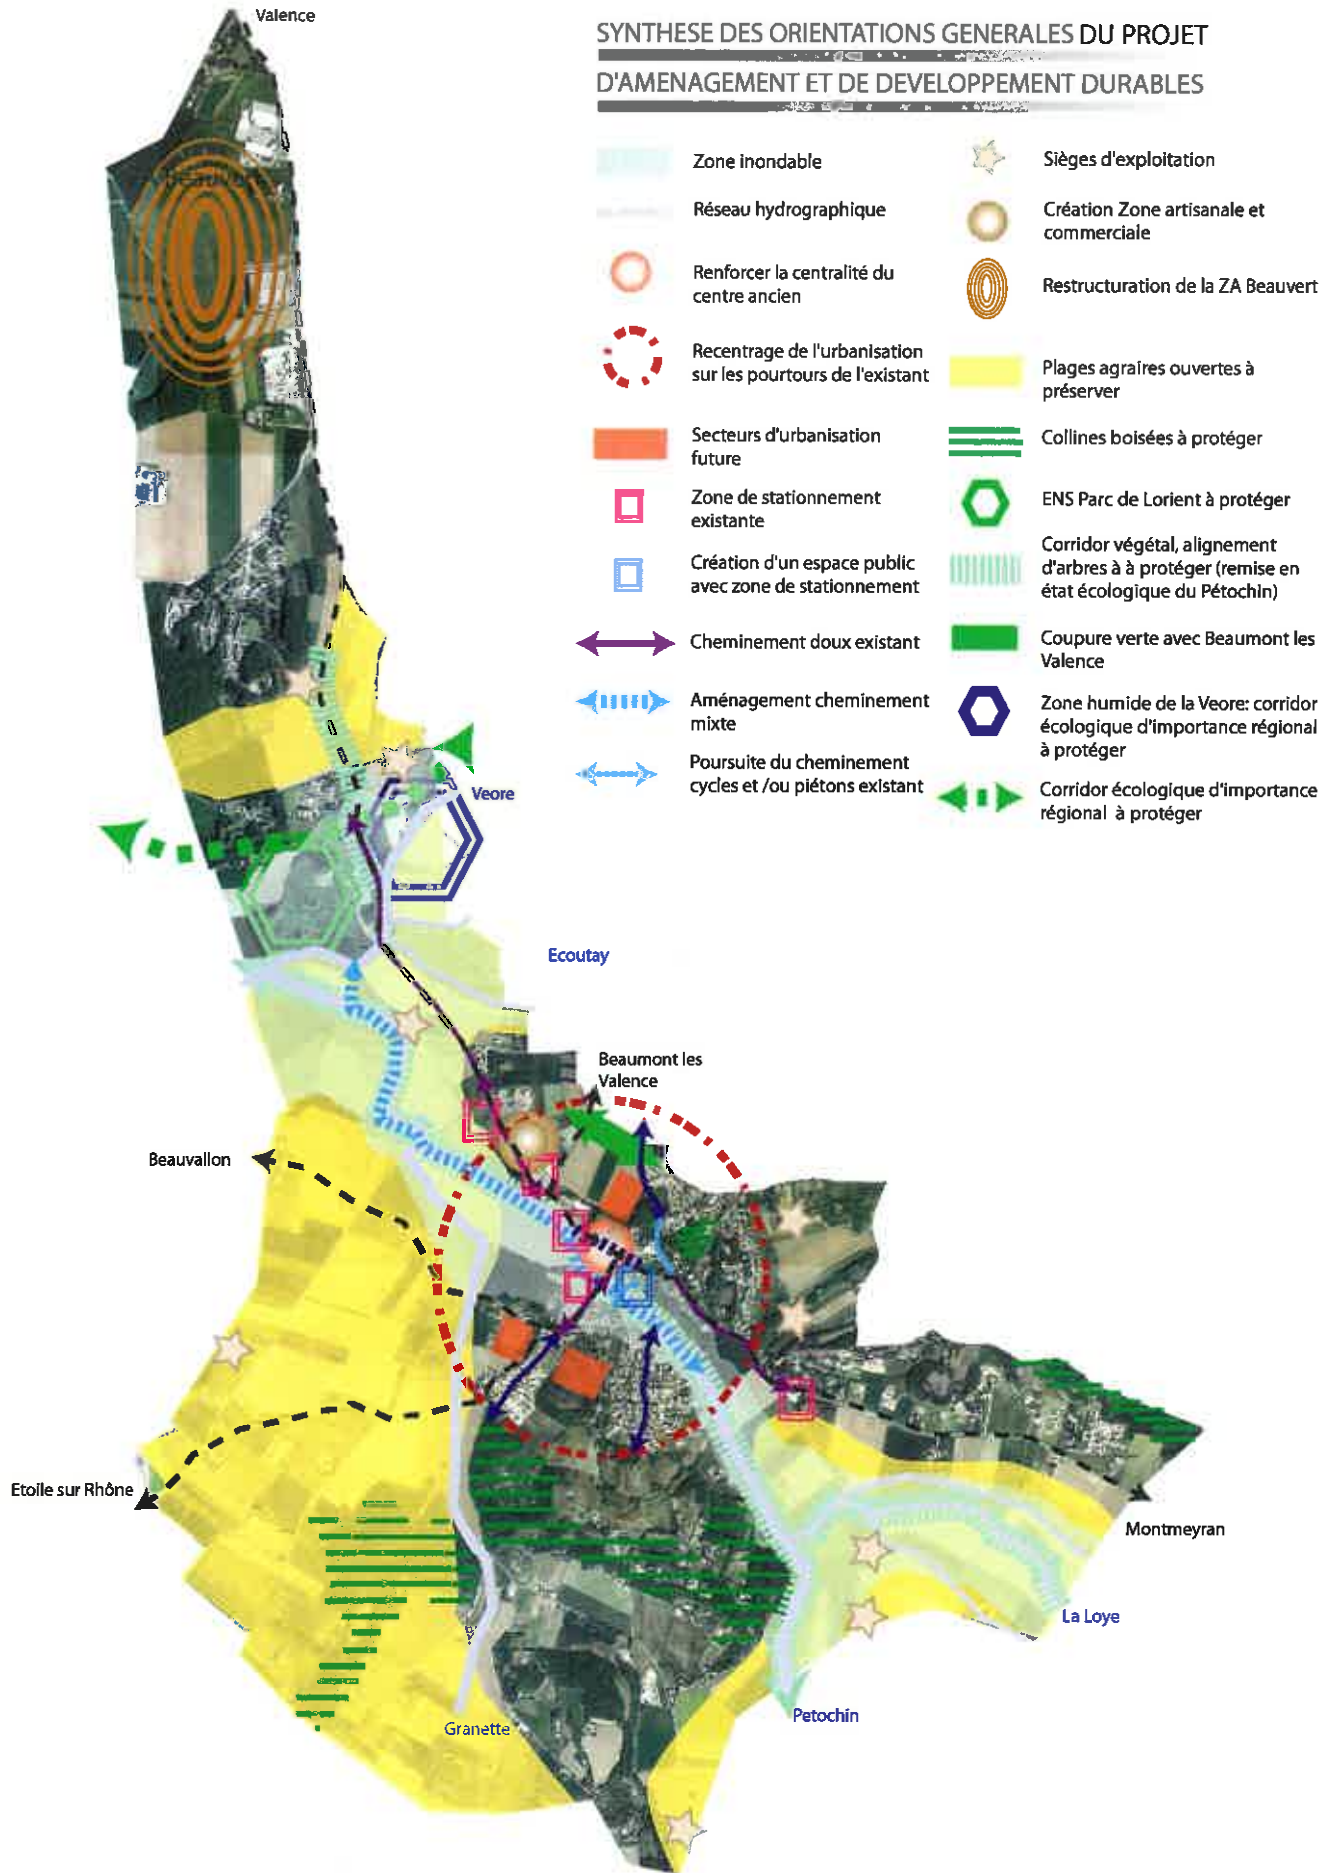 Valence
SYNTHESE DES ORIENTATIONS GENERALES DU PROJET
D'AMENAGEMENT ET DE DEVELOPPEMENT DURABLES
Zone inondable
Réseau hydrographique
Renforcer la centralité du
centre ancien
Recentrage de l'urbanisation
sur les pourtours de l'existant
Secteurs d'urbanisation
future
Zone de stationnement
existante
Création d'un espace public
avec zone de stationnement
Cheminement doux existant
Aménagement cheminement
mixte
Poursuite du cheminement
cycles et /ou piétons existant
Sièges d'exploitation
Création Zone artisanale et
commerciale
Restructuration de la ZA Beauvert
Plages agraires ouvertes à
préserver
Collines boisées à protéger
ENS Parc de Lorient à protéger
Corridor végétal, alignement
d'arbres à à protéger (remise en
état écologique du Pétochin)
Coupure verte avec Beaumont les
Valence
Zone humide de la Veore: corridor
écologique d'importance régional
à protéger
Corridor écologique d'importance
régional à protéger
Veore
Ecoutay
Beaumont les
Valence
Beauvallon
Etoile sur Rhône
Montmeyran
La Loye
Petochin
Granette